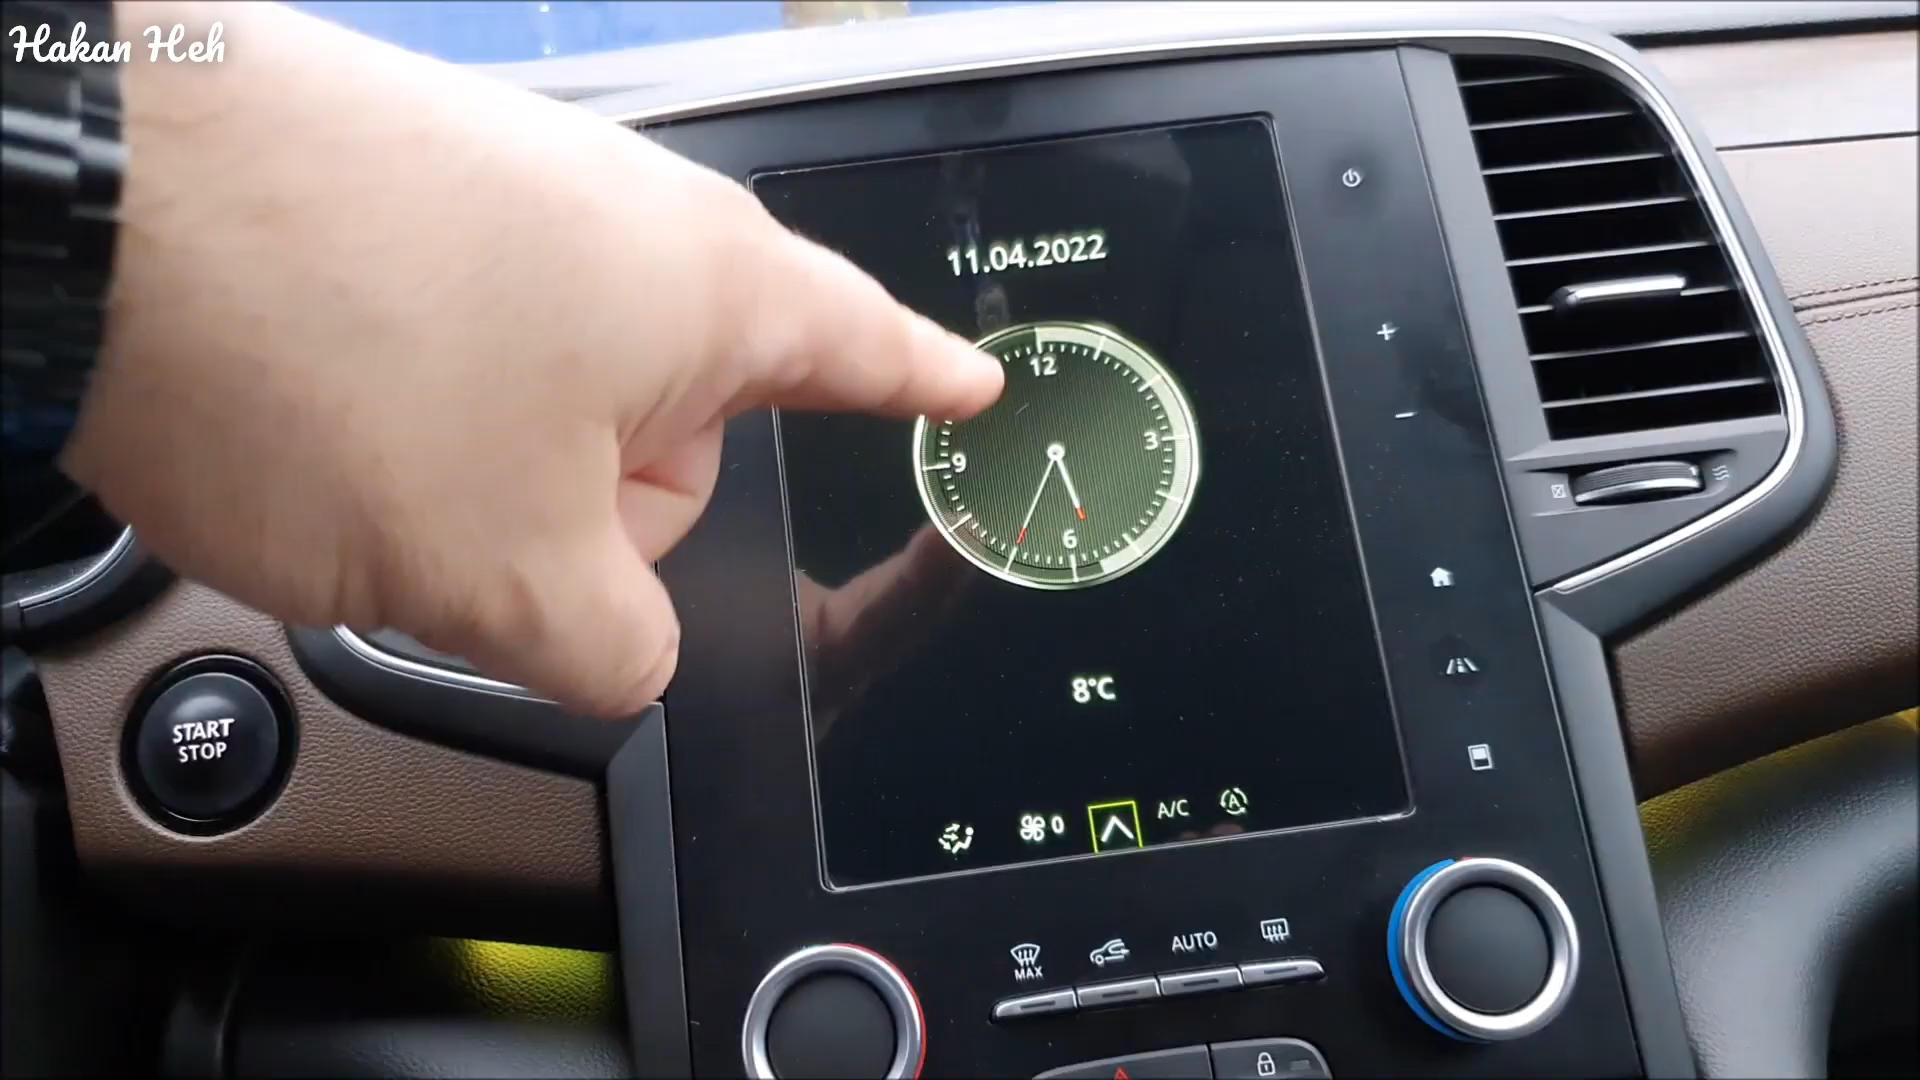 Hakan Heh
11.04.2022
12
9
3
6
8°C
0
A/C
A
START
STOP
MAX
AUTO